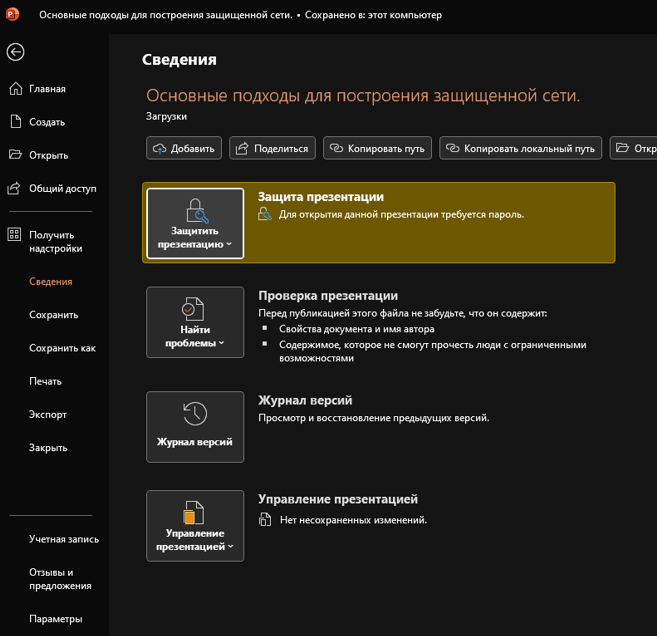 Основные подходы для построения защищенной сети. • Сохранено в: этот компьютер
Главная
Создать
Открыть
Общий доступ
Получить
надстройки
Сведения
Сохранить
Сохранить как
Печать
Экспорт
Закрыть
Учетная запись
Отзывы и
предложения
Параметры
Сведения
Основные подходы для построения защищенной сети.
Загрузки
Добавить
Поделиться
Копировать путь
Копировать локальный путь
Откр
Защитить
презентацию
Защита презентации
Для открытия данной презентации требуется пароль.
Найти
проблемы
Проверка презентации
Перед публикацией этого файла не забудьте, что он содержит:
Свойства документа и имя автора
Содержимое, которое не смогут прочесть люди с ограниченными
возможностями
Журнал версий
Журнал версий
Просмотр и восстановление предыдущих версий.
Управление
презентацией
Управление презентацией
Нет несохраненных изменений.